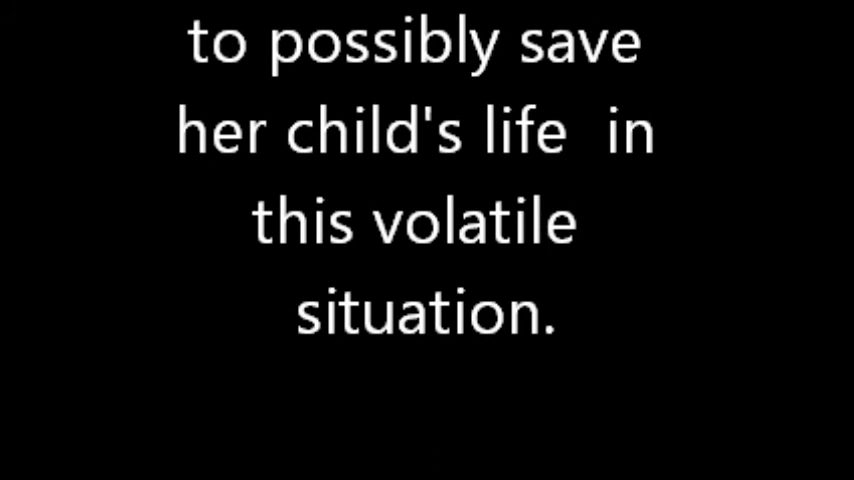 to possibly save
her child's life  in
this volatile
situation.